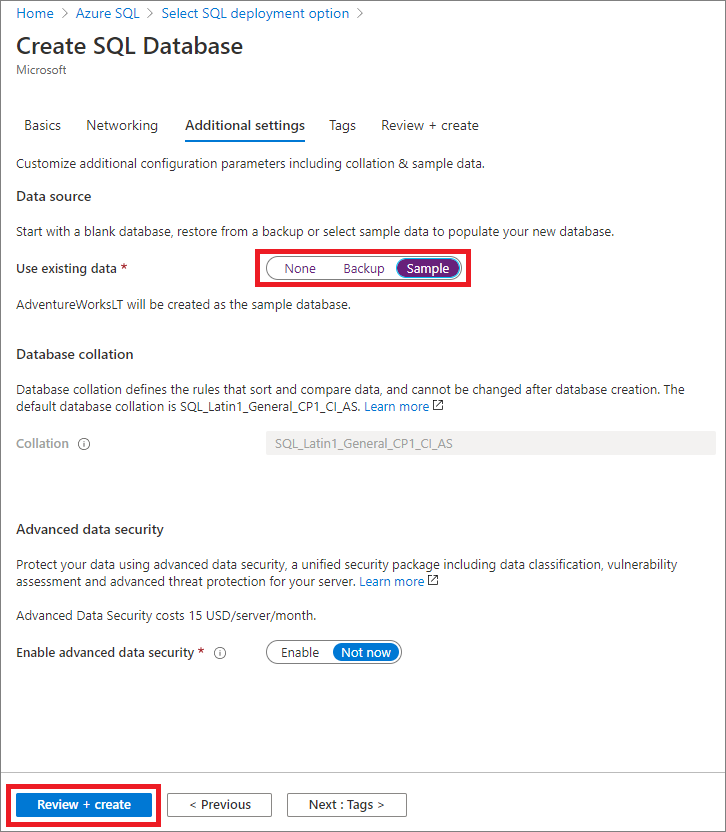 Home > Azure SQL > Select SQL deployment option >
Create SQL Database
Microsoft
Basics Networking Additional settings Tags Review + create
Customize additional configuration parameters including collation & sample data.
Data source
Start with a blank database, restore from a backup or select sample data to populate your new database.
Use existing data * None Backup Sample
AdventureWorksLT will be created as the sample database.
Database collation
Database collation defines the rules that sort and compare data, and cannot be changed after database creation. The
default database collation is SQL_Latin1_General_CP1_CI_AS. Learn more
Collation SQL_Latin1_General_CP1_CI_AS
Advanced data security
Protect your data using advanced data security, a unified security package including data classification, vulnerability
assessment and advanced threat protection for your server. Learn more
Advanced Data Security costs 15 USD/server/month.
Enable advanced data security * Enable Not now
Review + create < Previous Next : Tags >